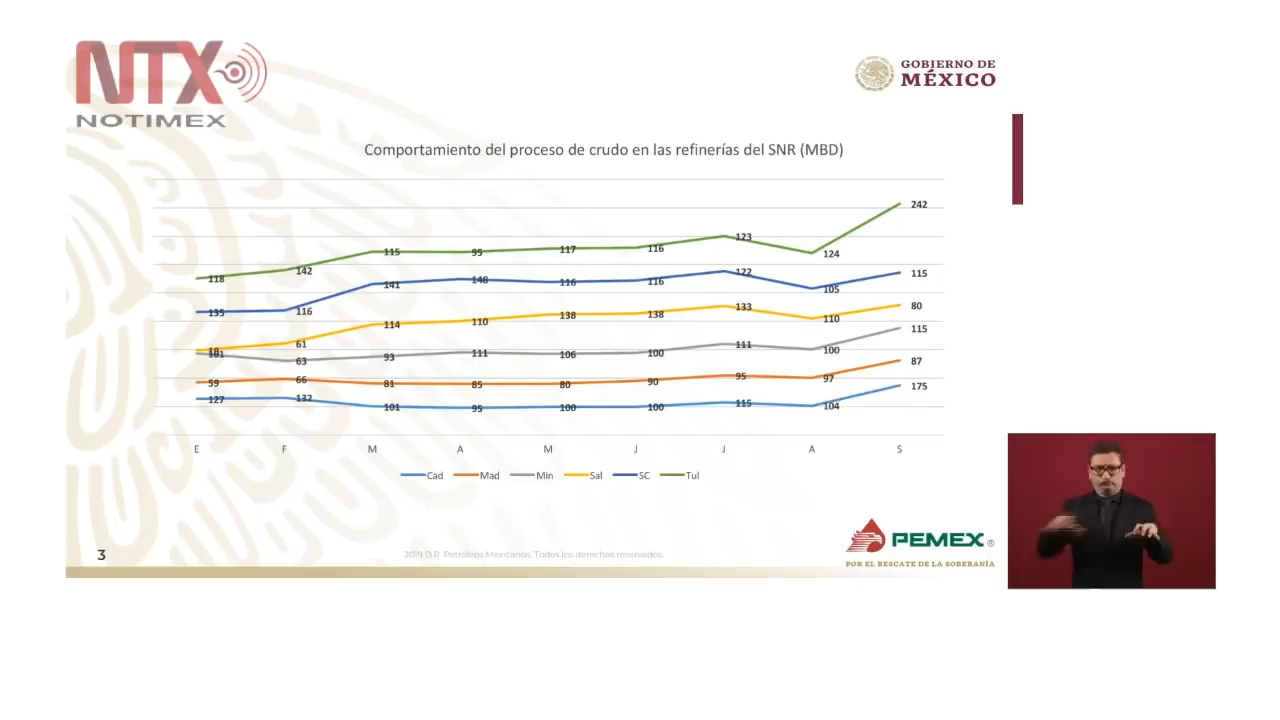 NTX
NOTIMEX
GOBIERNO DE
MÉXICO
Comportamiento del proceso de crudo en las refinerías del SNR (MBD)
242
118 142 115 95 117 116 123 124
135 116 141 148 116 116 122 105 115
61 114 110 138 138 133 110 80
101 63 93 111 106 100 111 100 115
59 66 81 85 80 90 95 97 87
127 132 101 95 100 100 115 104 175
E F M A M J J A S
Cad Mad Min Sal SC Tul
PEMEX ®
POR EL RESCATE DE LA SOBERANÍA
3
2019 D.R. Petróleos Mexicanos. Todos los derechos reservados.